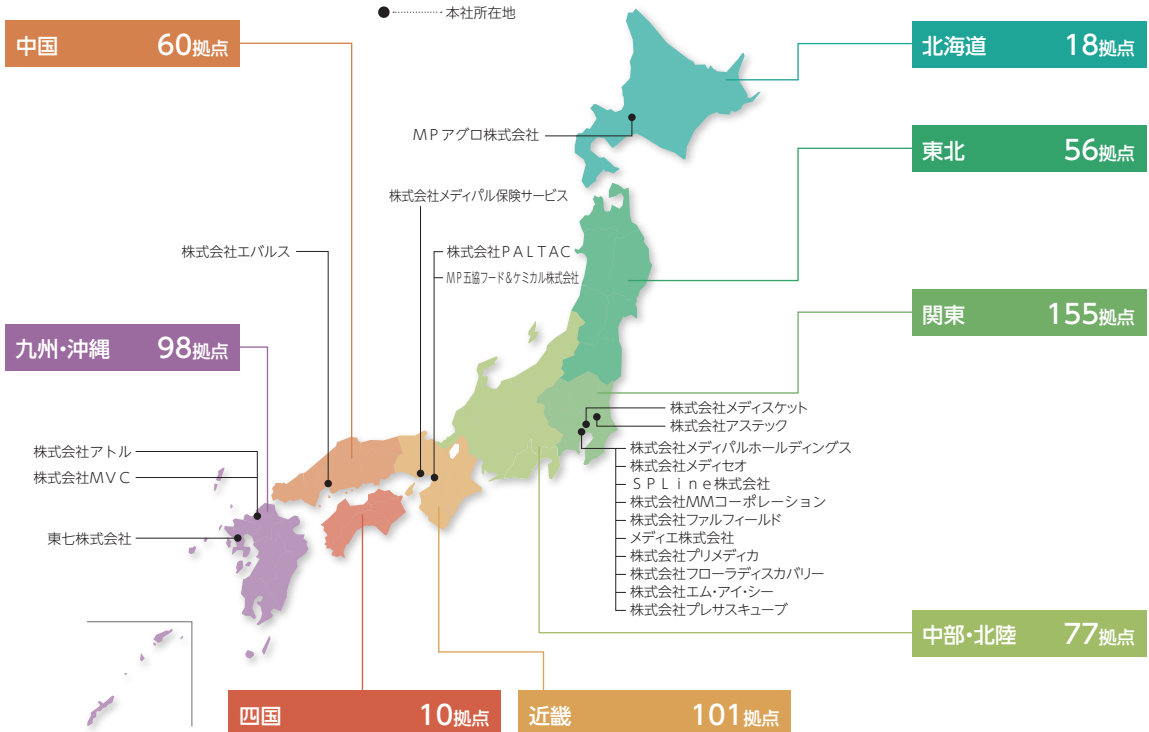 本社所在地
中国 60拠点
北海道 18拠点
MPアグロ株式会社
東北 56拠点
株式会社メディパル保険サービス
株式会社エバルス
株式会社PALTAC
MP五協フード&ケミカル株式会社
関東 155拠点
九州・沖縄 98拠点
株式会社メディスケット
株式会社アステック
株式会社メディパルホールディングス
株式会社メディセオ
SPLine株式会社
株式会社MMコーポレーション
株式会社ファルフィールド
メディエ株式会社
株式会社プリメディカ
株式会社フローラディスカバリー
株式会社エム・アイ・シー
株式会社プレサスキューブ
株式会社アトル
株式会社MVC
東七株式会社
中部・北陸 77拠点
四国 10拠点
近畿 101拠点